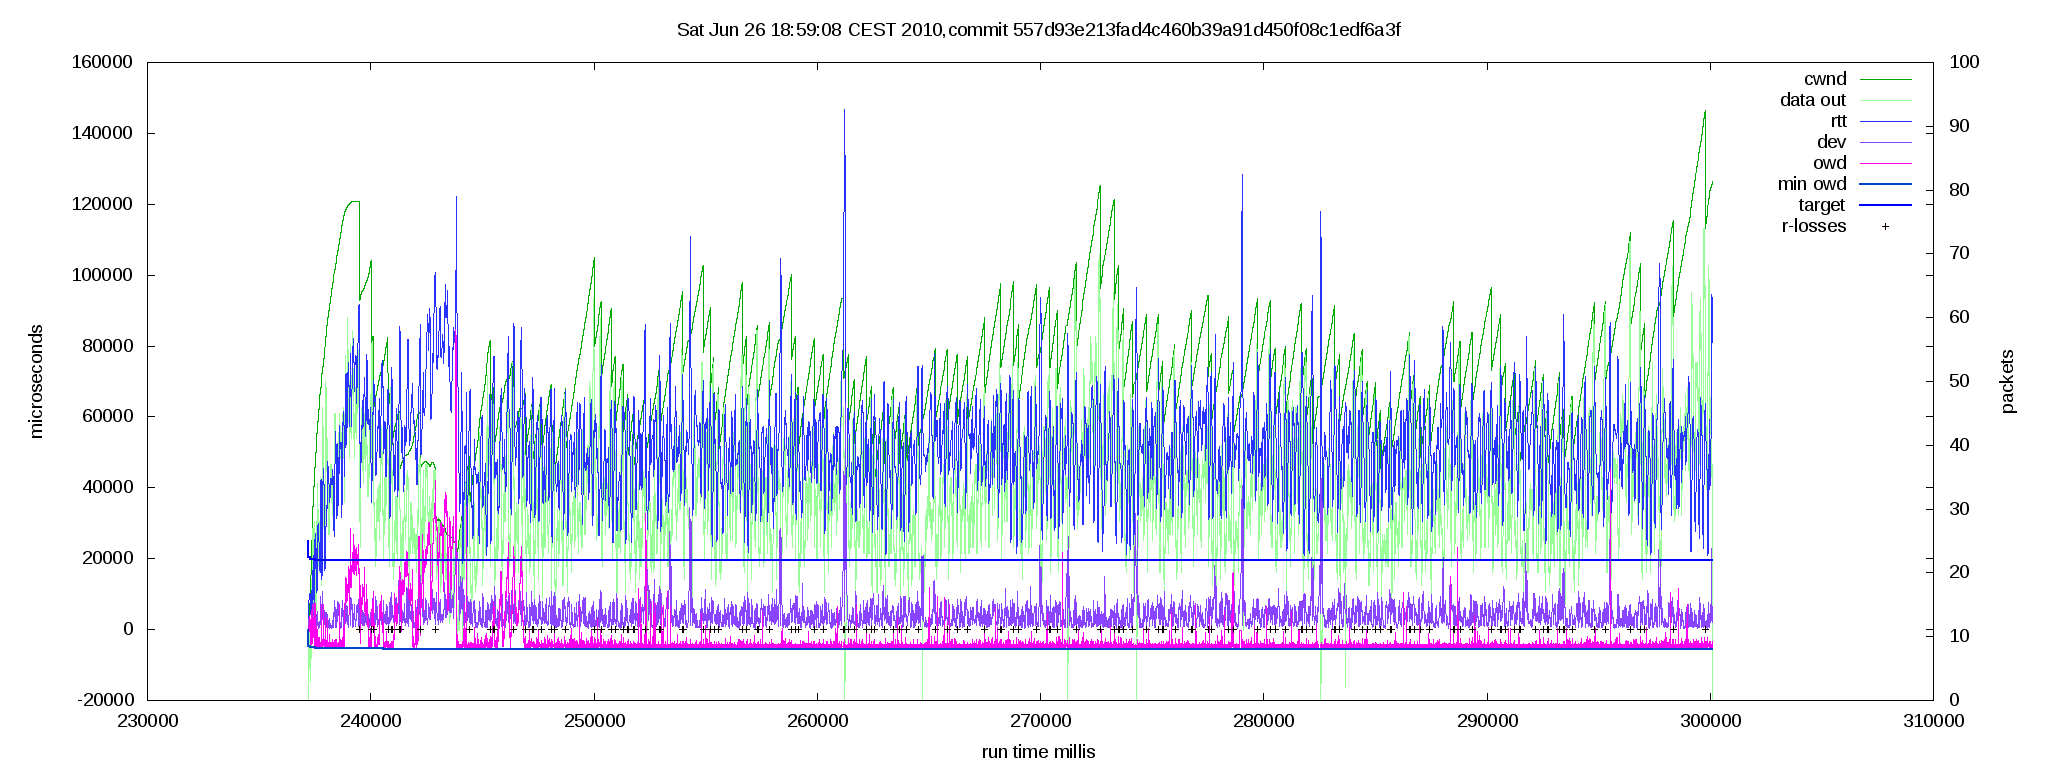 Sat Jun 26 18:59:08 CEST 2010,commit 557d93e213fad4c460b39a91d450f08c1edf6a3f
160000
140000
120000
100000
80000
60000
40000
20000
0
-20000
microseconds
100
90
80
70
60
50
40
30
20
10
0
packets
cwnd
data out
rtt
dev
owd
min owd
target
r-losses
230000 240000 250000 260000 270000 280000 290000 300000 310000
run time millis